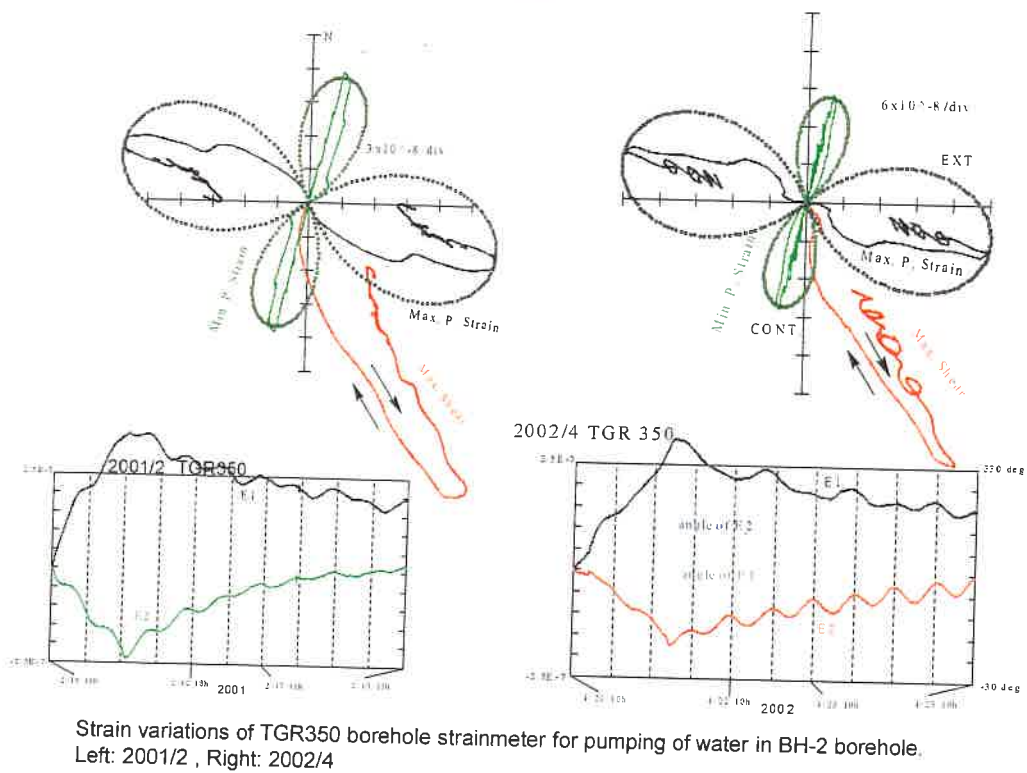 N
3x10^-8/div
Min P. Strain
Max. P. Strain
Max. Shear
6x10^-8/div
EXT
Max. P. Strain
Min P. Strain
CONT.
Max. Shear
2001/2 TGR350
E1
E2
2001
2002/4 TGR 350
330 deg
E1
angle of E2
angle of E1
E2
-30 deg
4:22 10h
2002
Strain variations of TGR350 borehole strainmeter for pumping of water in BH-2 borehole.
Left: 2001/2 , Right: 2002/4